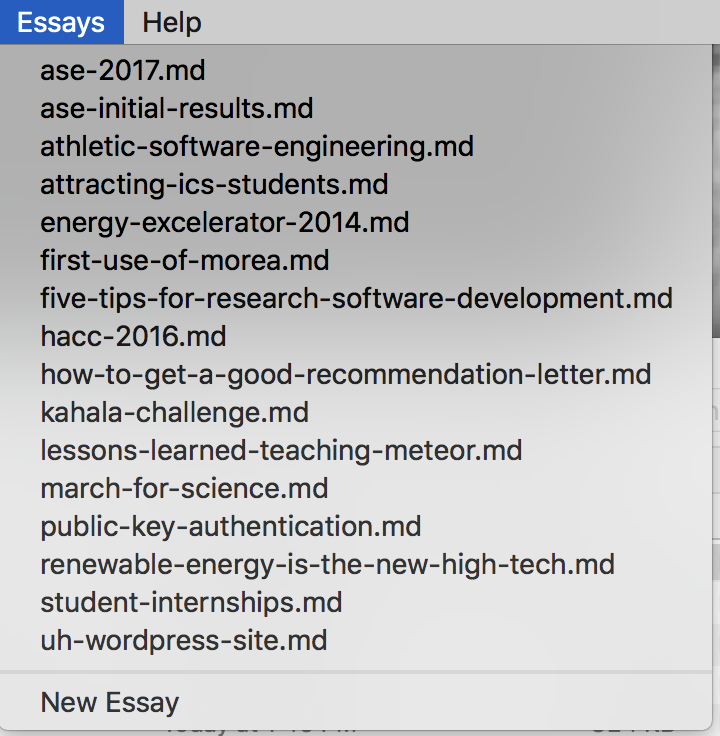 Essays Help
ase-2017.md
ase-initial-results.md
athletic-software-engineering.md
attracting-ics-students.md
energy-excelerator-2014.md
first-use-of-morea.md
five-tips-for-research-software-development.md
hacc-2016.md
how-to-get-a-good-recommendation-letter.md
kahala-challenge.md
lessons-learned-teaching-meteor.md
march-for-science.md
public-key-authentication.md
renewable-energy-is-the-new-high-tech.md
student-internships.md
uh-wordpress-site.md
New Essay